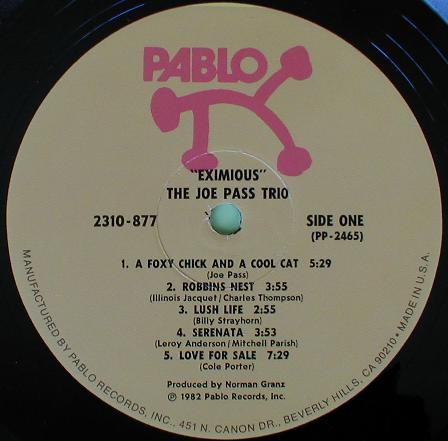 PABLO
"EXIMIOUS"
THE JOE PASS TRIO
2310-877
SIDE ONE
(PP-2465)
1. A FOXY CHICK AND A COOL CAT 5:29
(Joe Pass)
2. ROBBINS NEST 3:55
(Illinois Jacquet/Charles Thompson)
3. LUSH LIFE 2:55
(Billy Strayhorn)
4. SERENATA 3:53
(Leroy Anderson/Mitchell Parish)
5. LOVE FOR SALE 7:29
(Cole Porter)
Produced by Norman Granz
℗ 1982 Pablo Records, Inc.
MANUFACTURED BY PABLO RECORDS, INC., 451 N. CANON DR., BEVERLY HILLS, CA 90210 • MADE IN U.S.A.